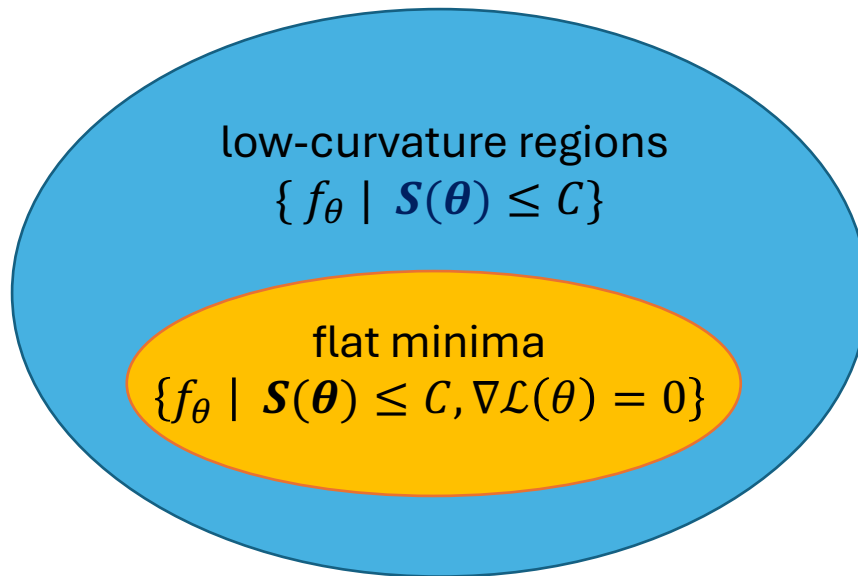 low-curvature regions
{ f_θ | S(θ) ≤ C}
flat minima
{f_θ | S(θ) ≤ C, ∇ℒ(θ) = 0}